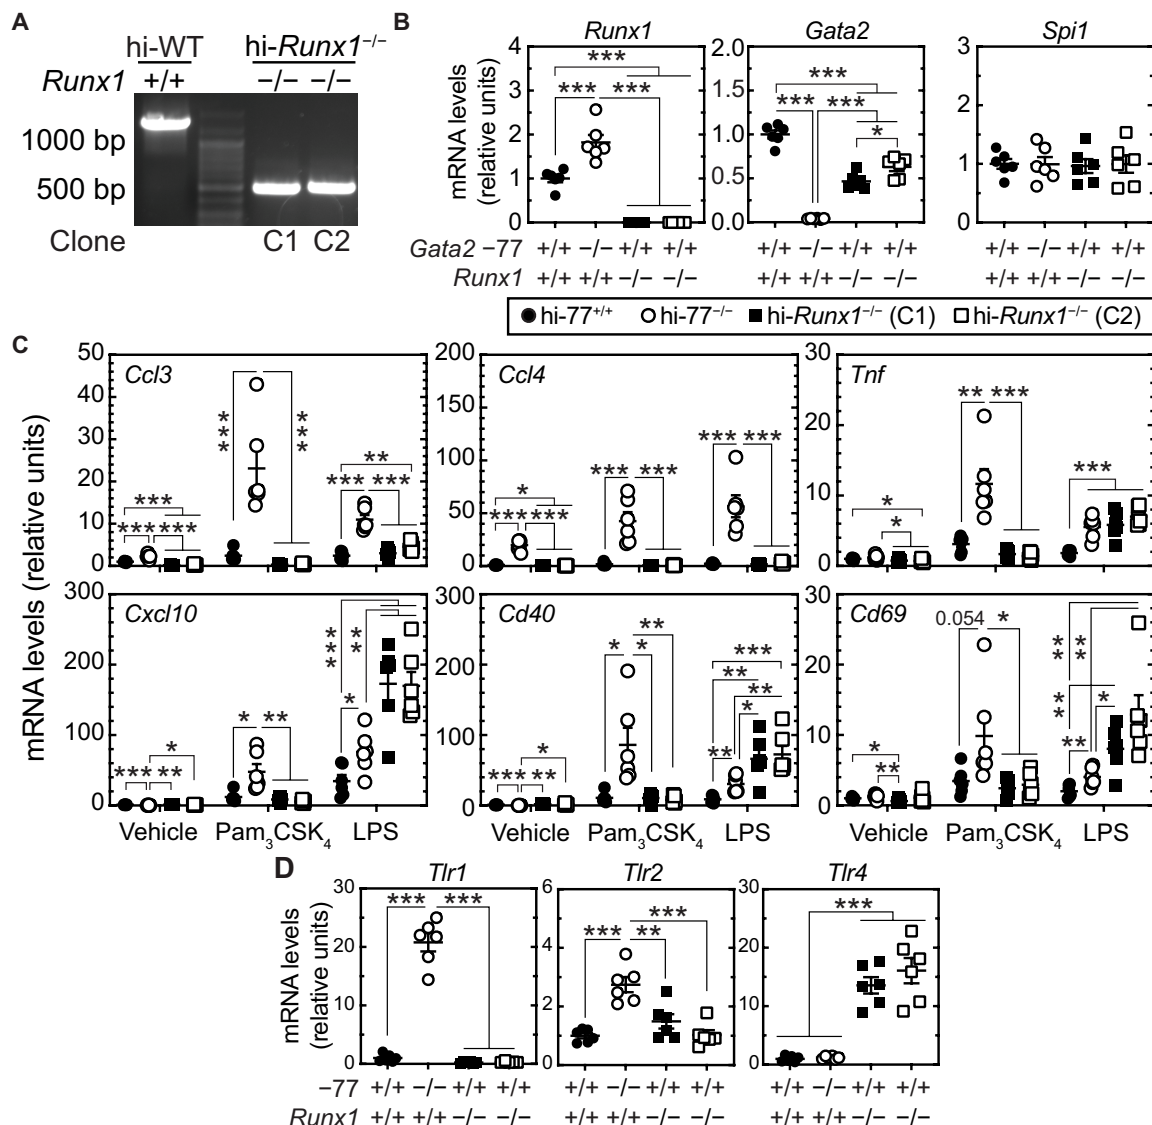 A
hi-WT hi-Runx1−/−
Runx1 +/+ −/− −/−
1000 bp
500 bp
Clone C1 C2
B
Runx1 Gata2 Spi1
mRNA levels
(relative units)
4 2.0 3
3 1.5
2 1.0 2
1 0.5 1
0 0.0 0
*** *** ***
*** *** *** *
Gata2 −77 +/+ −/− +/+ +/+ +/+ −/− +/+ +/+ +/+ −/− +/+ +/+
Runx1 +/+ +/+ −/− −/− +/+ +/+ −/− −/− +/+ +/+ −/− −/−
hi-77+/+ hi-77−/− hi-Runx1−/− (C1) hi-Runx1−/− (C2)
C
mRNA levels (relative units)
Ccl3 Ccl4 Tnf
50 200 30
40 150
30 20
20 100
10 50 10
0 0 0
*** *** *** *** *** ** *** ***
* *** *** *** *** *** ***
* * ** *** ***
Cxcl10 Cd40 Cd69
300 400 30
200 300 20
100 200 10
0 100 0
0
*** ** * * ** *** **
* *** ** * * ** *** ** ** * **
* ** 0.054 * ** ** ** * **
Vehicle Pam3CSK4 LPS Vehicle Pam3CSK4 LPS Vehicle Pam3CSK4 LPS
D
Tlr1 Tlr2 Tlr4
mRNA levels
(relative units)
30 6 30
20 4 20
10 2 10
0 0 0
*** *** *** *** ** ***
−77 +/+ −/− +/+ +/+ +/+ −/− +/+ +/+ +/+ −/− +/+ +/+
Runx1 +/+ +/+ −/− −/− +/+ +/+ −/− −/− +/+ +/+ −/− −/−